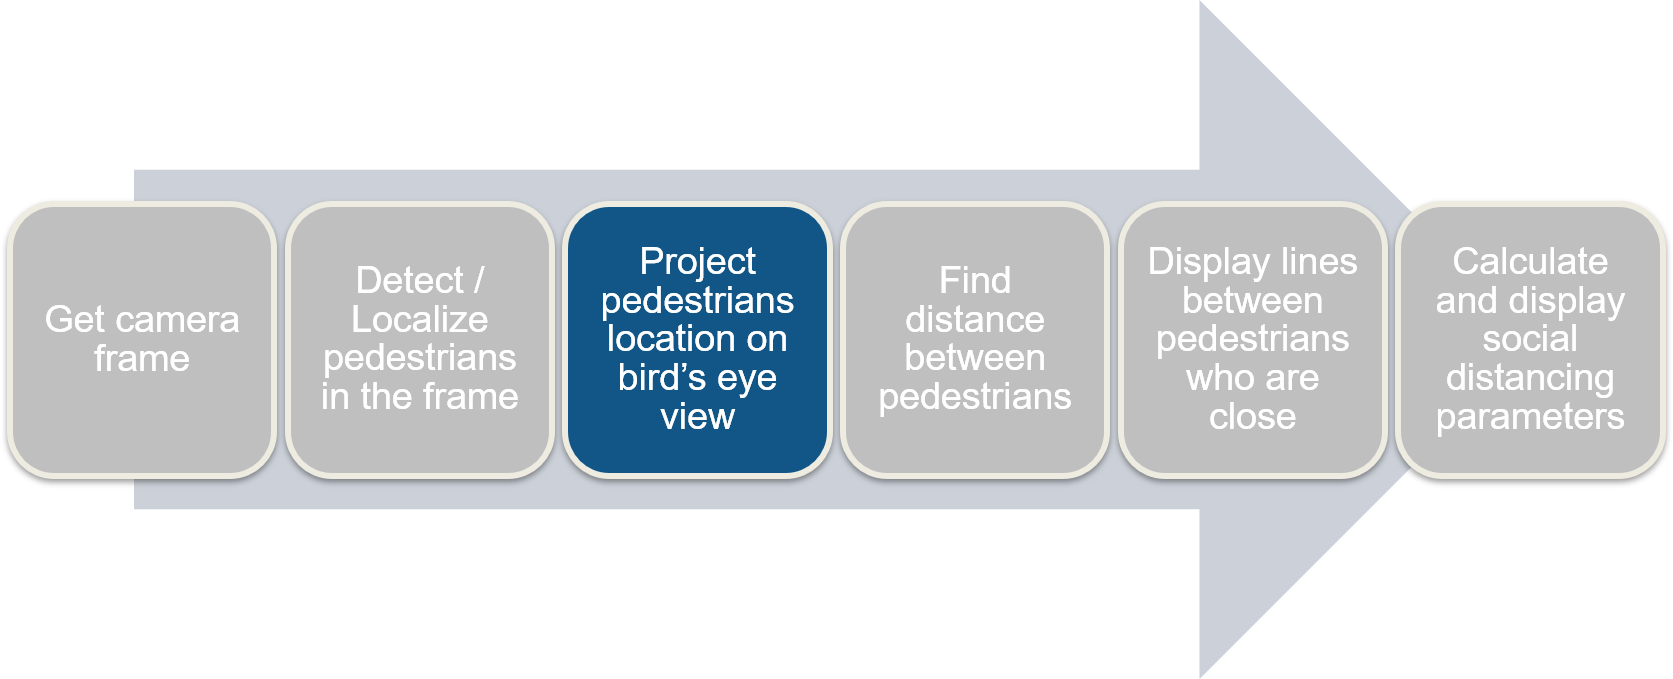 Get camera
frame
Detect /
Localize
pedestrians
in the frame
Project
pedestrians
location on
bird’s eye
view
Find
distance
between
pedestrians
Display lines
between
pedestrians
who are
close
Calculate
and display
social
distancing
parameters